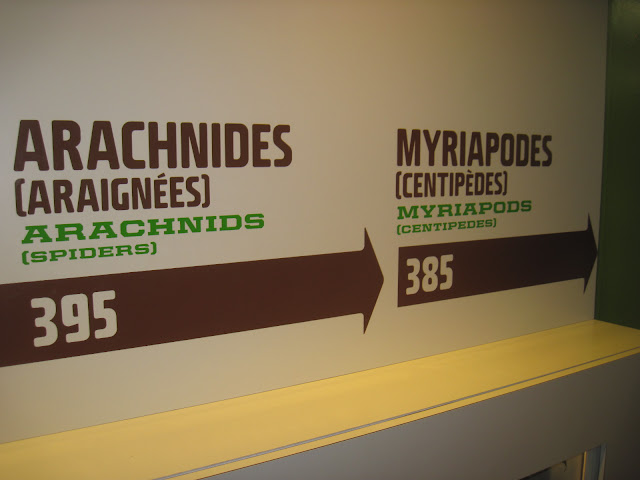 ARACHNIDES
(ARAIGNÉES)
ARACHNIDS
(SPIDERS)
395
MYRIAPODES
(CENTIPÈDES)
MYRIAPODS
(CENTIPEDES)
385